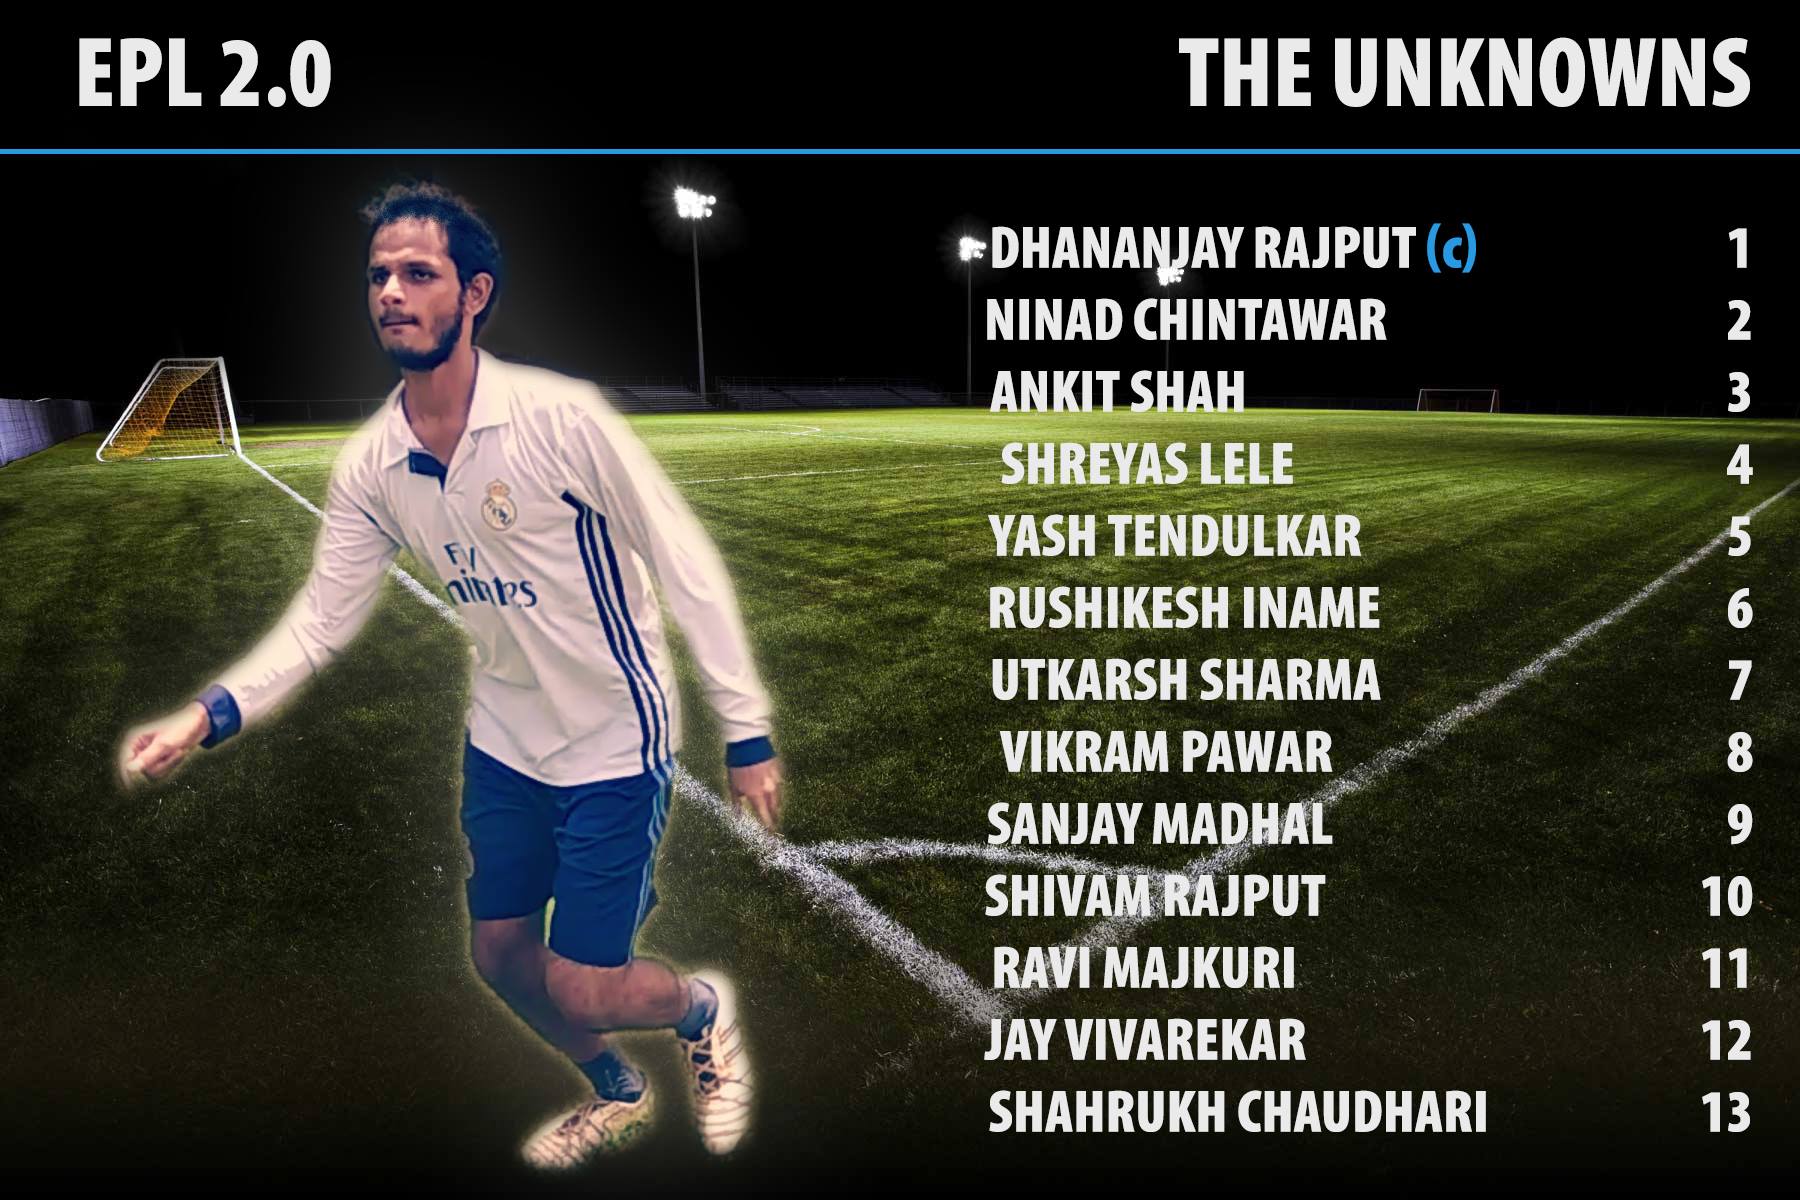 EPL 2.0
THE UNKNOWNS
DHANANJAY RAJPUT (c) 1
NINAD CHINTAWAR 2
ANKIT SHAH 3
SHREYAS LELE 4
YASH TENDULKAR 5
RUSHIKESH INAME 6
UTKARSH SHARMA 7
VIKRAM PAWAR 8
SANJAY MADHAL 9
SHIVAM RAJPUT 10
RAVI MAJKURI 11
JAY VIVAREKAR 12
SHAHRUKH CHAUDHARI 13
Fly